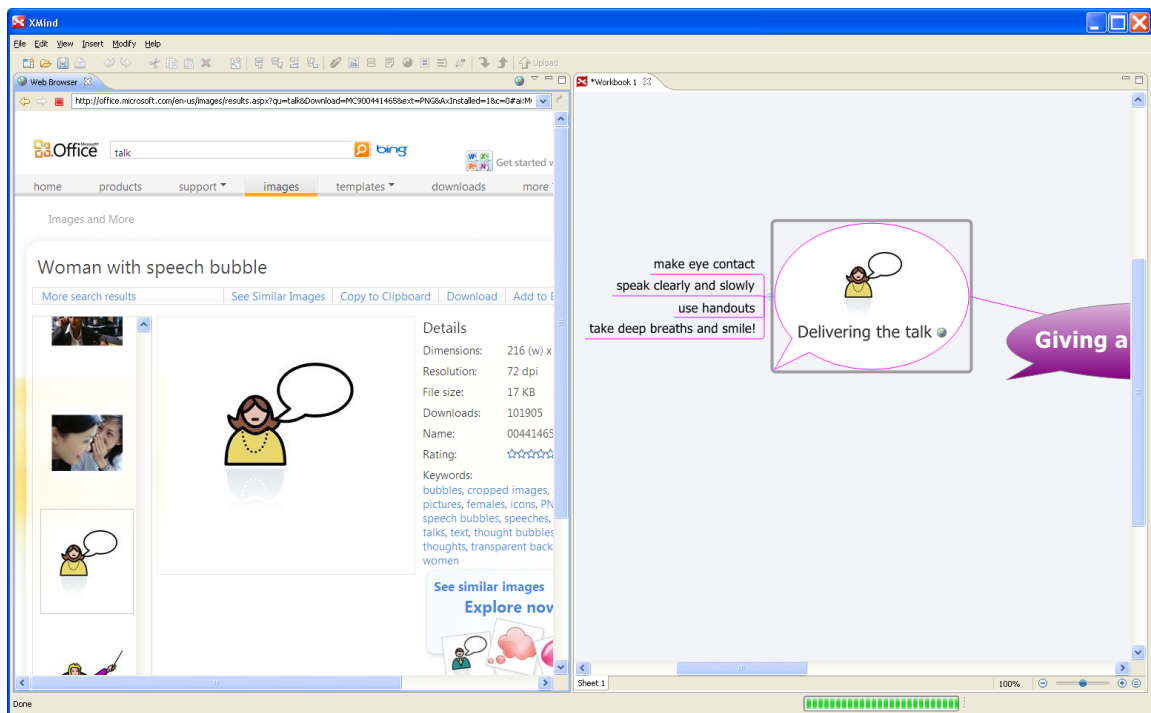 XMind
File Edit View Insert Modify Help
Upload
Web Browser
http://office.microsoft.com/en-us/images/results.aspx?qu=talk&Download=MC900441465&ext=PNG&AxInstalled=1&c=0#ai:M
Office talk bing
Get started w
home products support images templates downloads more
Images and More
Woman with speech bubble
More search results See Similar Images Copy to Clipboard Download Add to B
Details
Dimensions: 216 (w) x
Resolution: 72 dpi
File size: 17 KB
Downloads: 101905
Name: 00441465
Rating:
Keywords:
bubbles, cropped images,
pictures, females, icons, PN
speech bubbles, speeches,
talks, text, thought bubbles
thoughts, transparent back
women
See similar images
Explore now
Done
*Workbook 1
make eye contact
speak clearly and slowly
use handouts
take deep breaths and smile!
Delivering the talk
Giving a
Sheet 1
100%